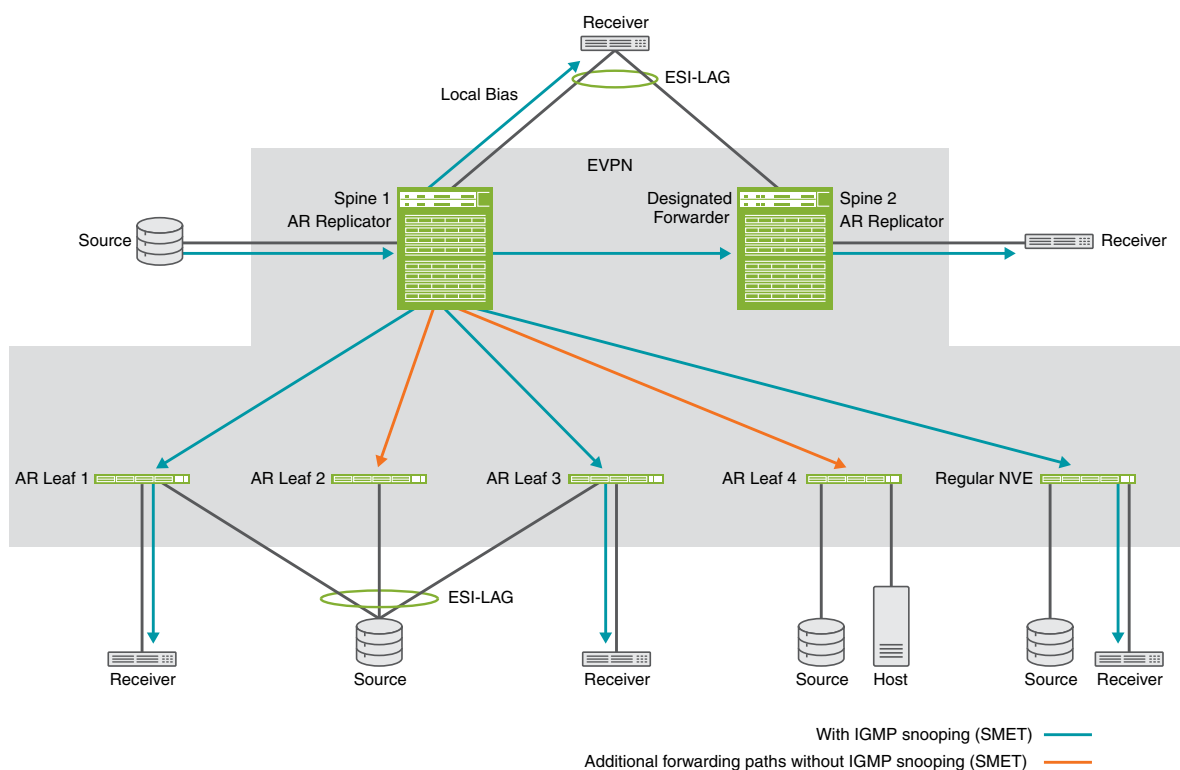 Receiver
ESI-LAG
Local Bias
EVPN
Spine 1
AR Replicator
Designated
Forwarder
Spine 2
AR Replicator
Source
Receiver
AR Leaf 1
AR Leaf 2
AR Leaf 3
AR Leaf 4
Regular NVE
ESI-LAG
Receiver
Source
Receiver
Source
Host
Source
Receiver
With IGMP snooping (SMET)
Additional forwarding paths without IGMP snooping (SMET)